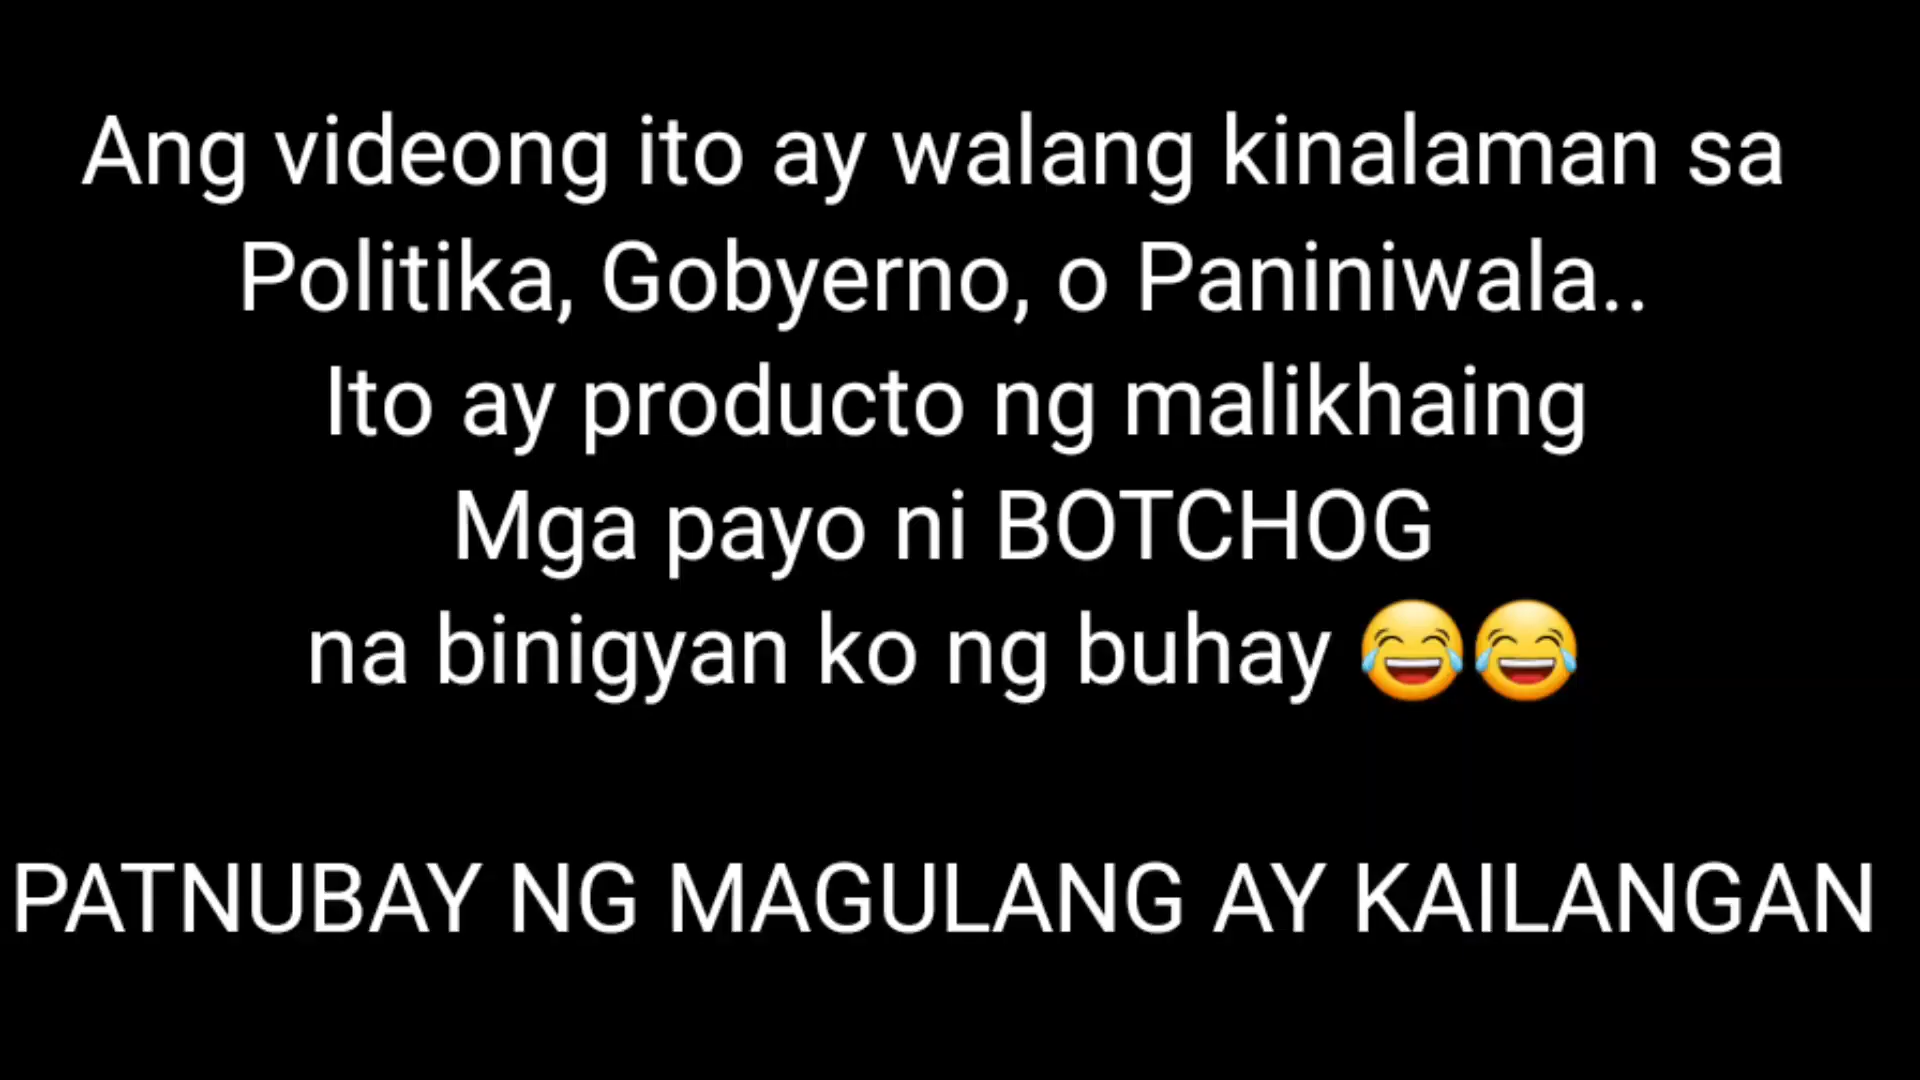 Ang videong ito ay walang kinalaman sa
Politika, Gobyerno, o Paniniwala..
Ito ay producto ng malikhaing
Mga payo ni BOTCHOG
na binigyan ko ng buhay 😂😂
PATNUBAY NG MAGULANG AY KAILANGAN